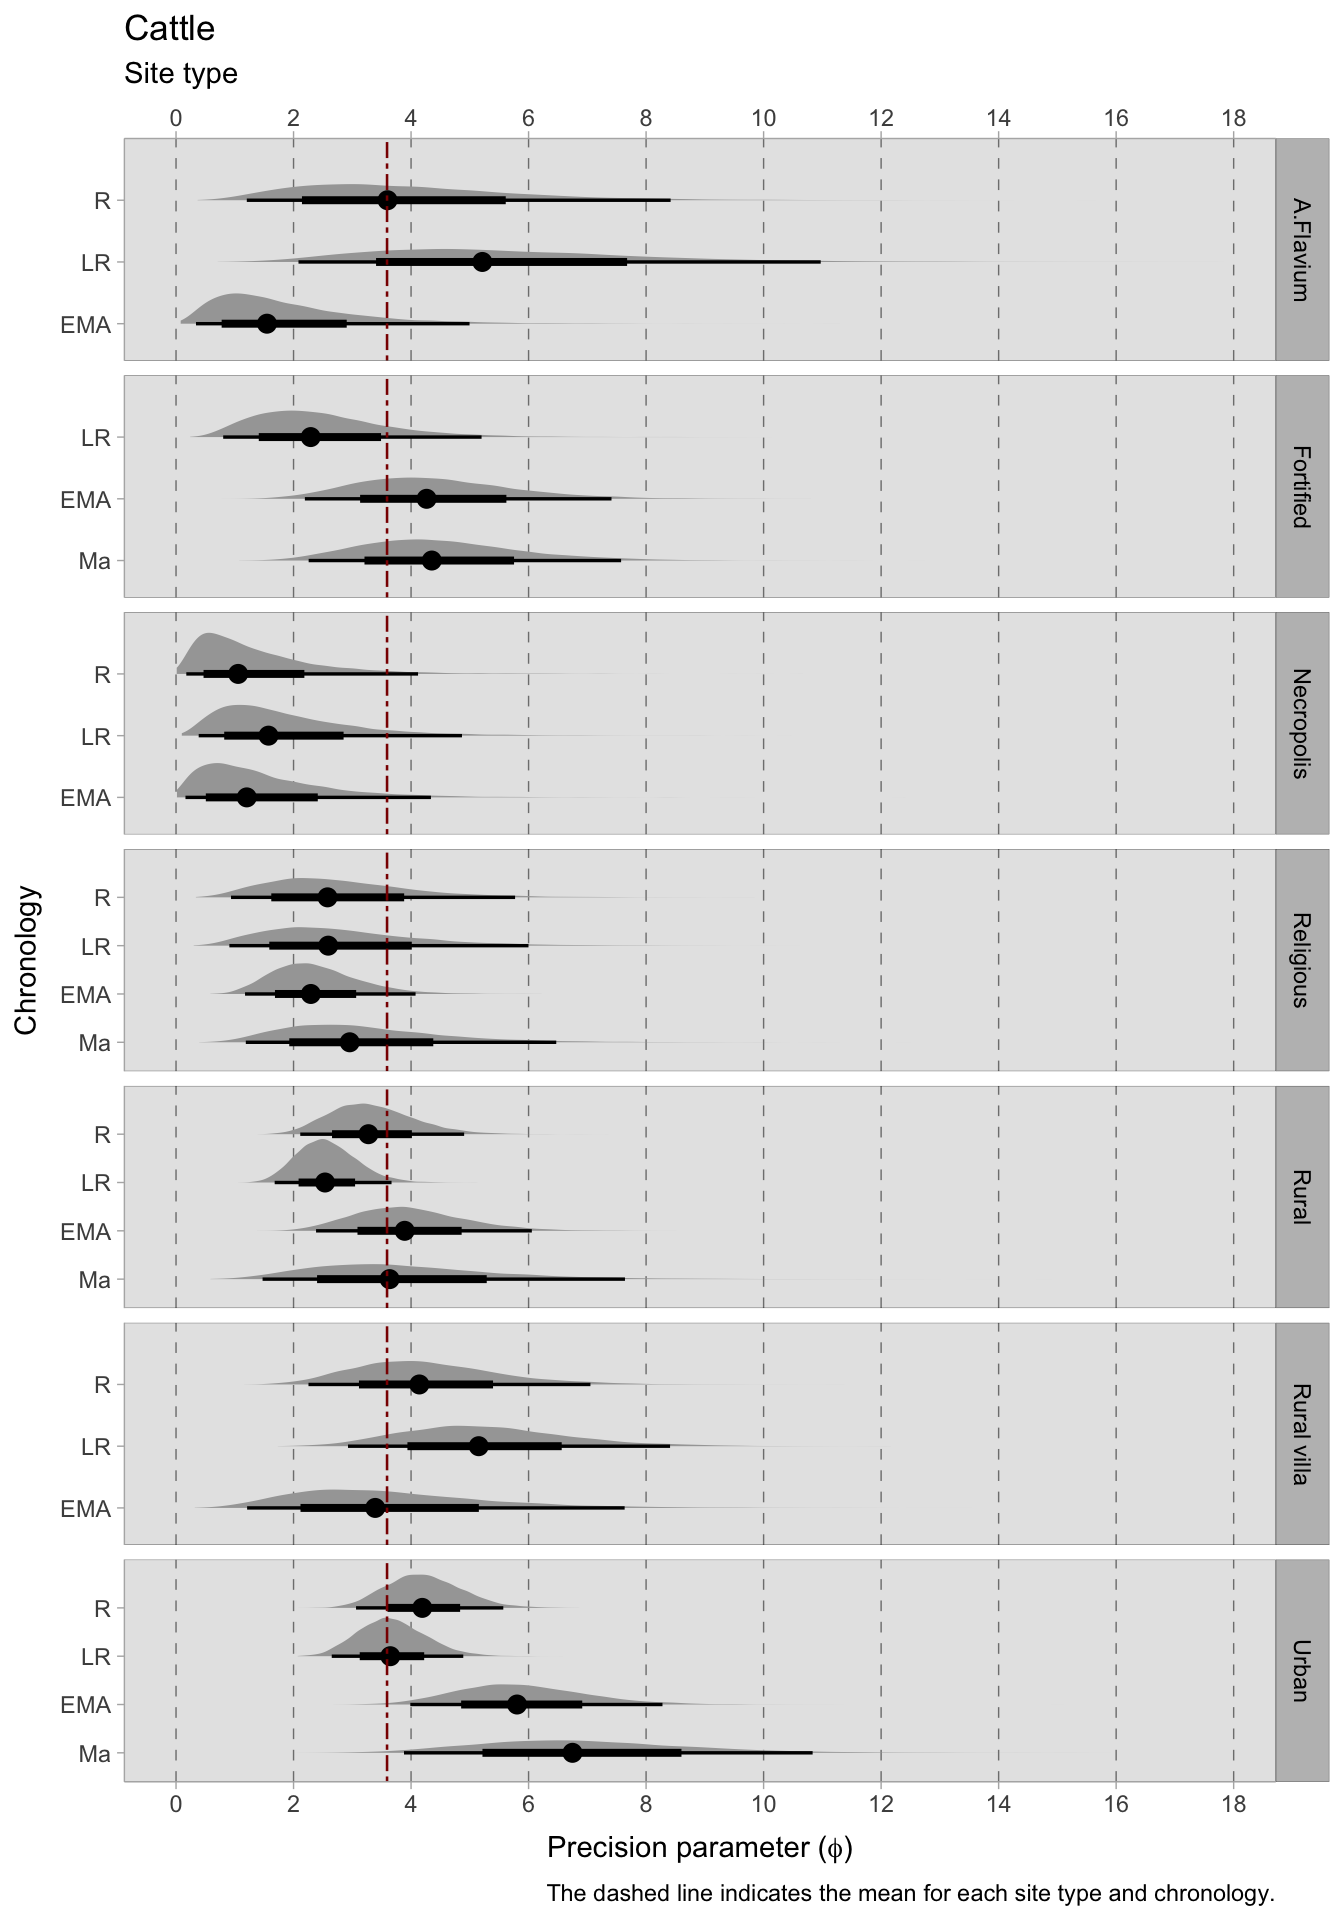 Cattle
Site type
0 2 4 6 8 10 12 14 16 18
R
LR
EMA
A.Flavium
LR
EMA
Ma
Fortified
R
LR
EMA
Necropolis
Chronology
R
LR
EMA
Ma
Religious
R
LR
EMA
Ma
Rural
R
LR
EMA
Rural villa
R
LR
EMA
Ma
Urban
0 2 4 6 8 10 12 14 16 18
Precision parameter (ϕ)
The dashed line indicates the mean for each site type and chronology.